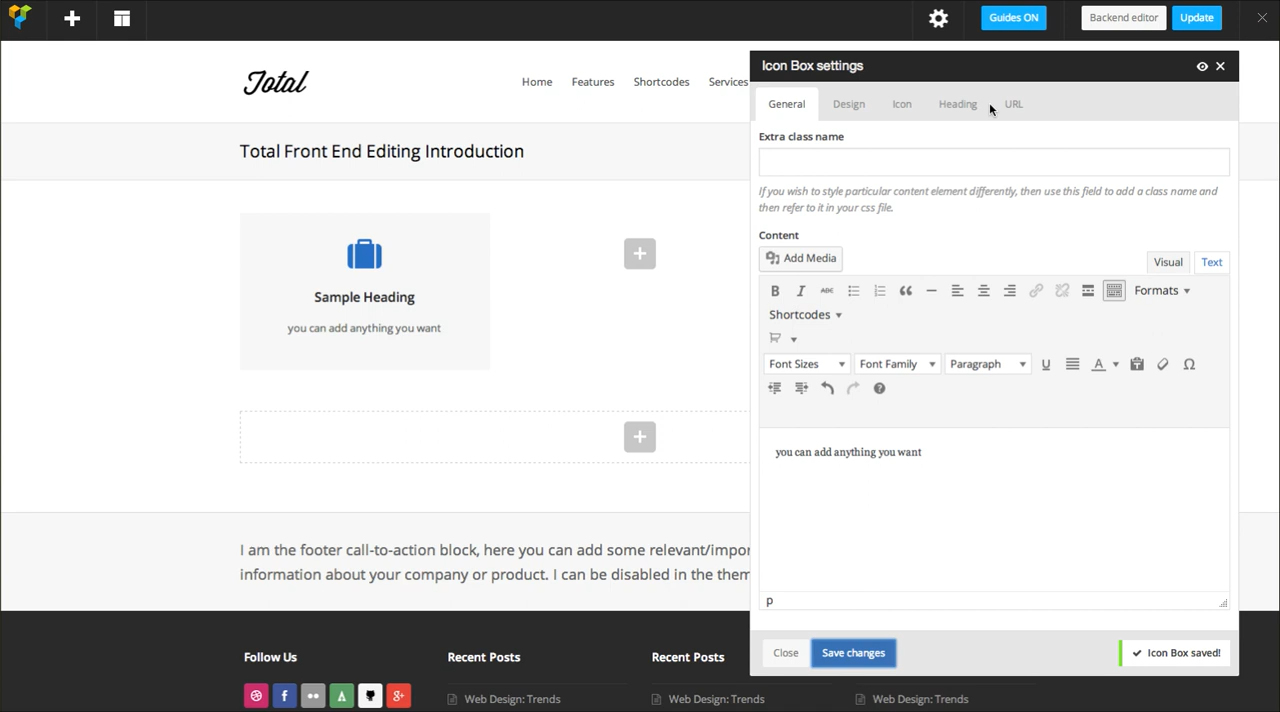 Guides ON
Backend editor
Update
Total
Home
Features
Shortcodes
Services
Icon Box settings
General
Design
Icon
Heading
URL
Extra class name
If you wish to style particular content element differently, then use this field to add a class name and
then refer to it in your css file.
Total Front End Editing Introduction
Content
Add Media
Visual
Text
B I ABC
Formats
Shortcodes
Font Sizes
Font Family
Paragraph
U
A
Ω
Sample Heading
you can add anything you want
you can add anything you want
p
I am the footer call-to-action block, here you can add some relevant/impor
information about your company or product. I can be disabled in the them
Close
Save changes
Icon Box saved!
Follow Us
Recent Posts
Recent Posts
Web Design: Trends
Web Design: Trends
Web Design: Trends